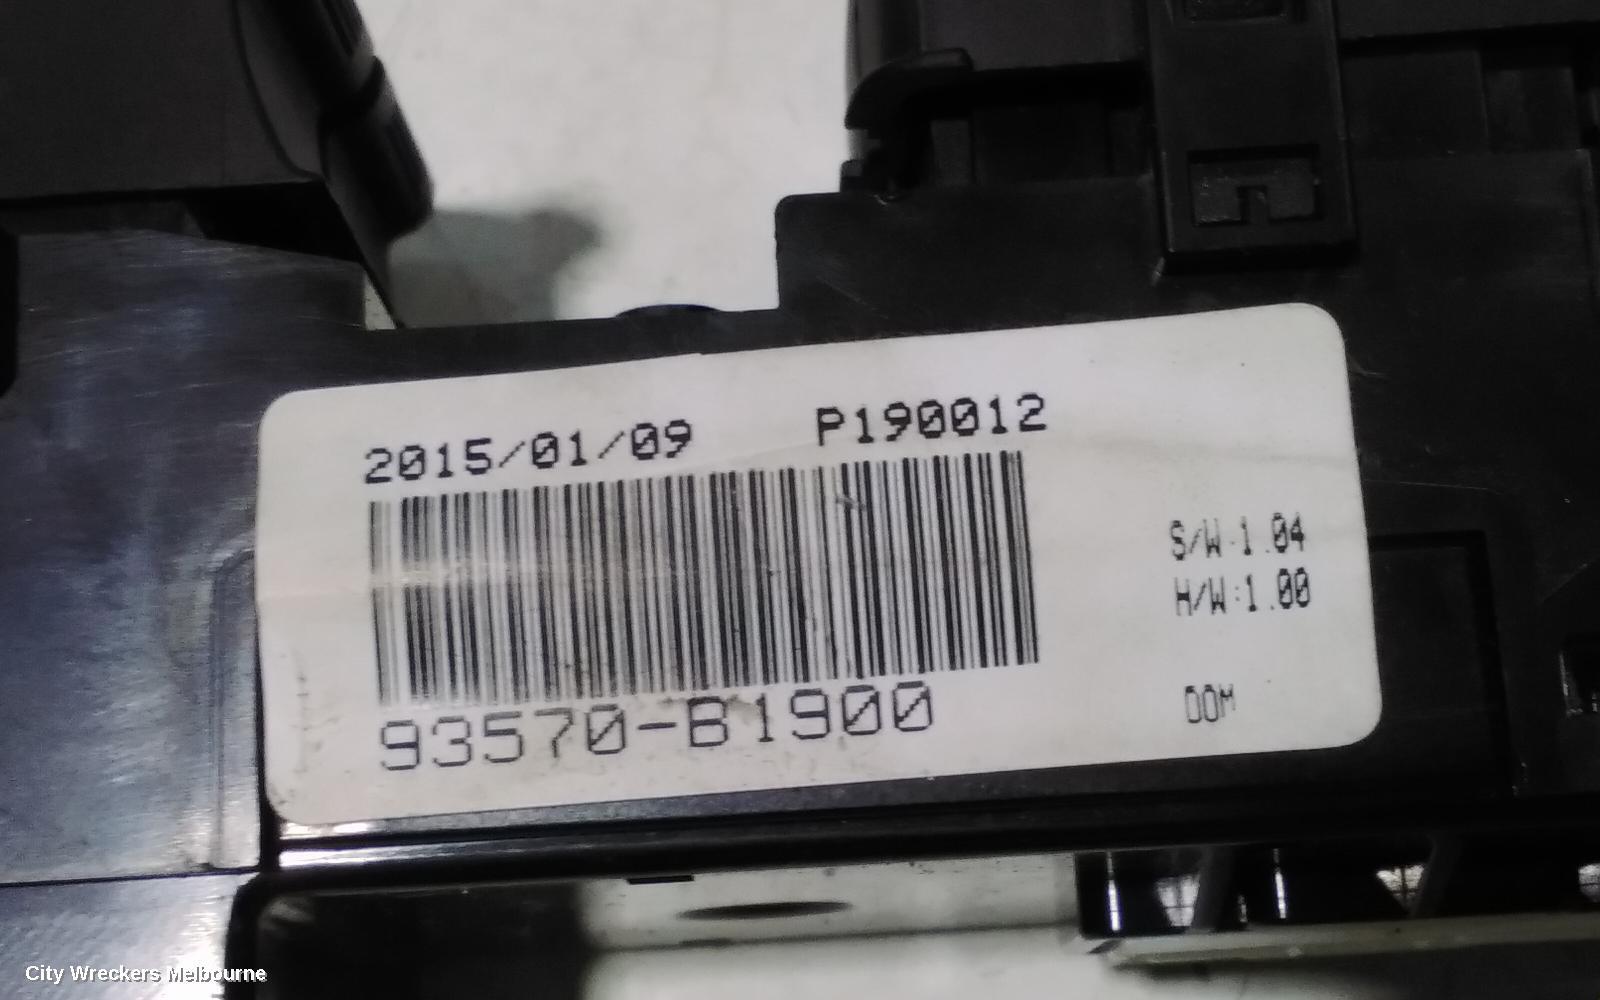 2015/01/09 P190012
S/W:1.04
H/W:1.00
93570-B1900
DOM
City Wreckers Melbourne